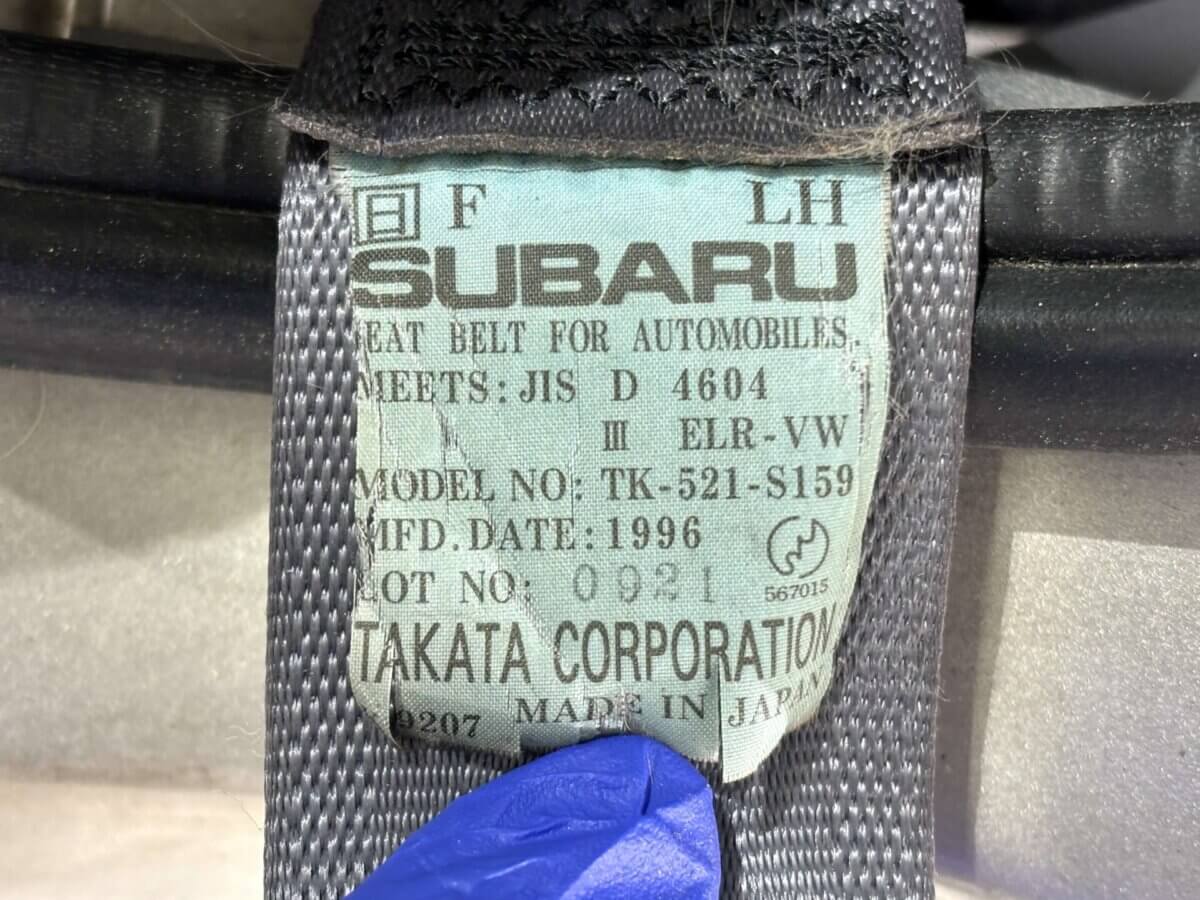 日 F LH
SUBARU
EAT BELT FOR AUTOMOBILES.
MEETS: JIS D 4604
III ELR-VW
MODEL NO: TK-521-S159
MFD. DATE: 1996
LOT NO: 0921
567015
TAKATA CORPORATION
9207 MADE IN JAPAN